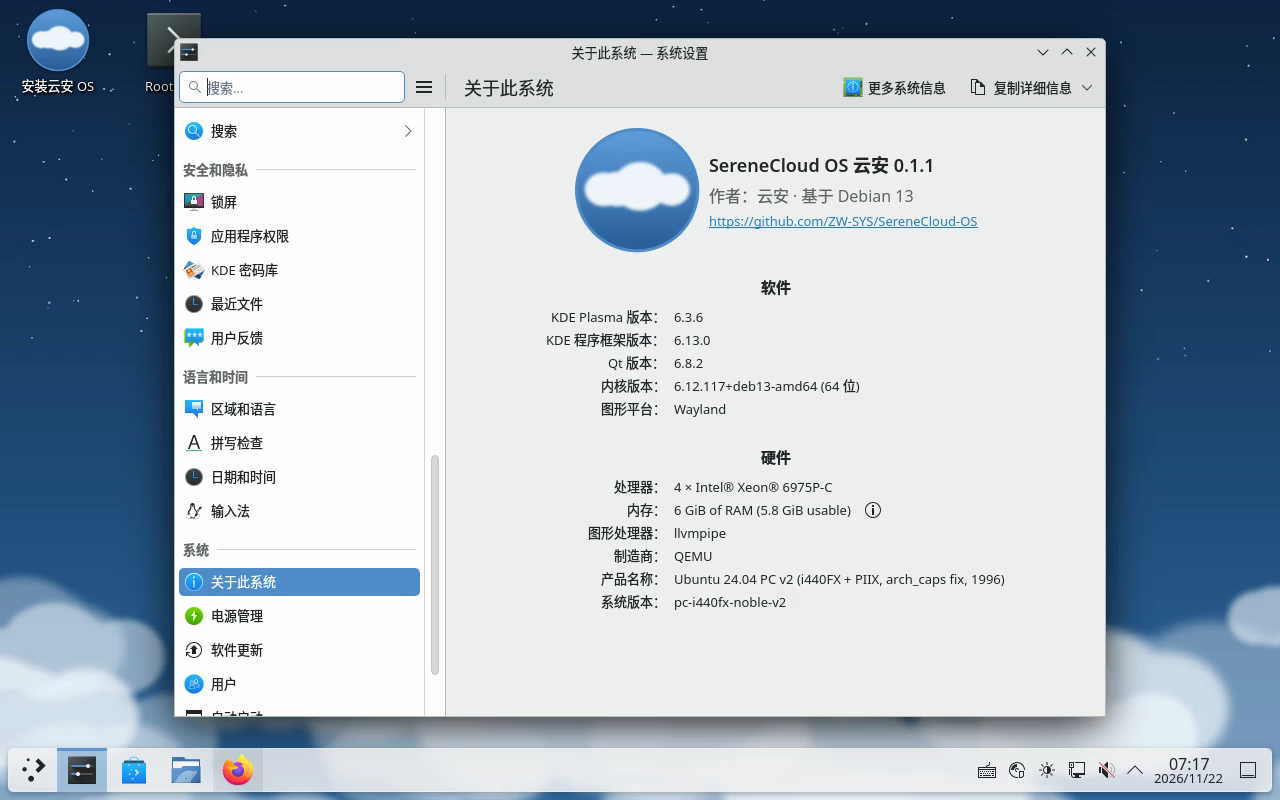 安装云安 OS
Root
关于此系统 — 系统设置
搜索...
关于此系统
更多系统信息
复制详细信息
搜索
安全和隐私
锁屏
应用程序权限
KDE 密码库
最近文件
用户反馈
语言和时间
区域和语言
拼写检查
日期和时间
输入法
系统
关于此系统
电源管理
软件更新
用户
SereneCloud OS 云安 0.1.1
作者：云安 · 基于 Debian 13
https://github.com/ZW-SYS/SereneCloud-OS
软件
KDE Plasma 版本： 6.3.6
KDE 程序框架版本： 6.13.0
Qt 版本： 6.8.2
内核版本： 6.12.117+deb13-amd64 (64 位)
图形平台： Wayland
硬件
处理器： 4 × Intel® Xeon® 6975P-C
内存： 6 GiB of RAM (5.8 GiB usable)
图形处理器： llvmpipe
制造商： QEMU
产品名称： Ubuntu 24.04 PC v2 (i440FX + PIIX, arch_caps fix, 1996)
系统版本： pc-i440fx-noble-v2
07:17
2026/11/22